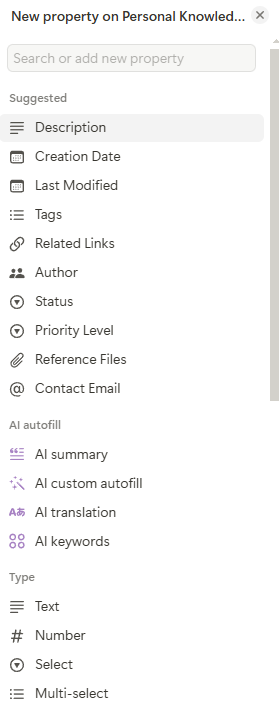 New property on Personal Knowled...
Search or add new property
Suggested
Description
Creation Date
Last Modified
Tags
Related Links
Author
Status
Priority Level
Reference Files
Contact Email
AI autofill
AI summary
AI custom autofill
AI translation
AI keywords
Type
Text
Number
Select
Multi-select